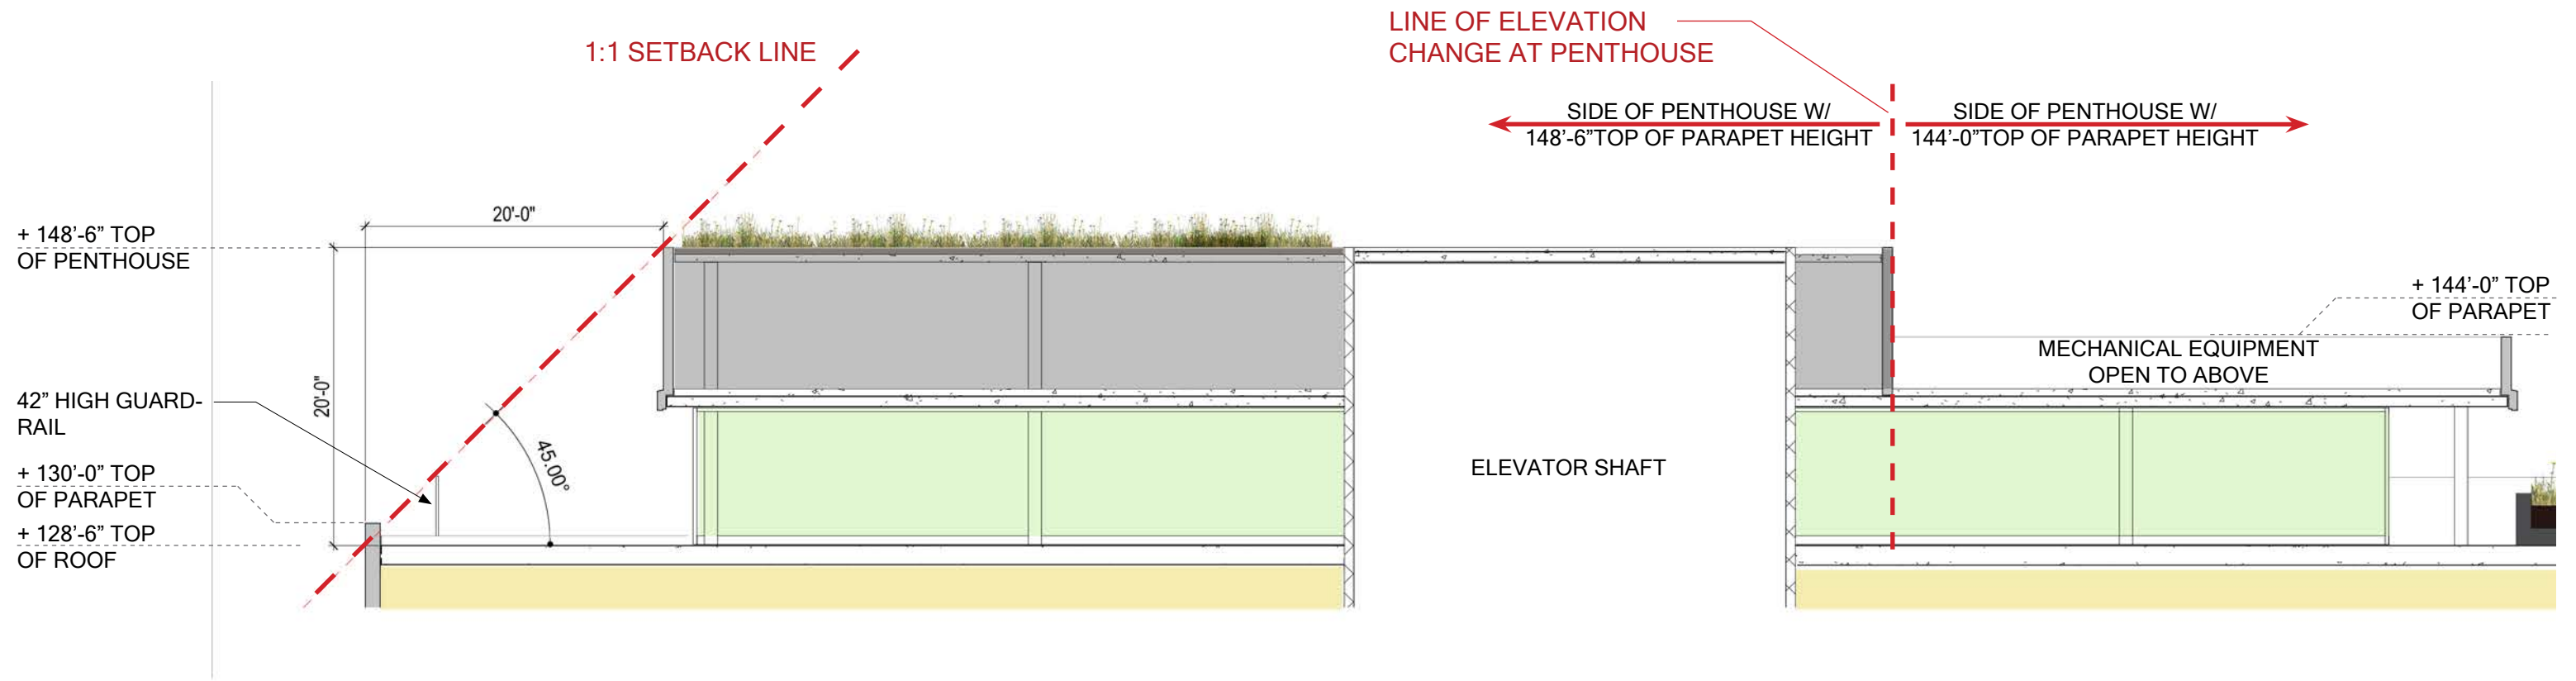 1:1 SETBACK LINE
LINE OF ELEVATION
CHANGE AT PENTHOUSE
SIDE OF PENTHOUSE W/
148'-6"TOP OF PARAPET HEIGHT
SIDE OF PENTHOUSE W/
144'-0"TOP OF PARAPET HEIGHT
20'-0"
+ 148'-6" TOP
OF PENTHOUSE
+ 144'-0" TOP
OF PARAPET
MECHANICAL EQUIPMENT
OPEN TO ABOVE
20'-0"
42" HIGH GUARD-
RAIL
45.00°
ELEVATOR SHAFT
+ 130'-0" TOP
OF PARAPET
+ 128'-6" TOP
OF ROOF